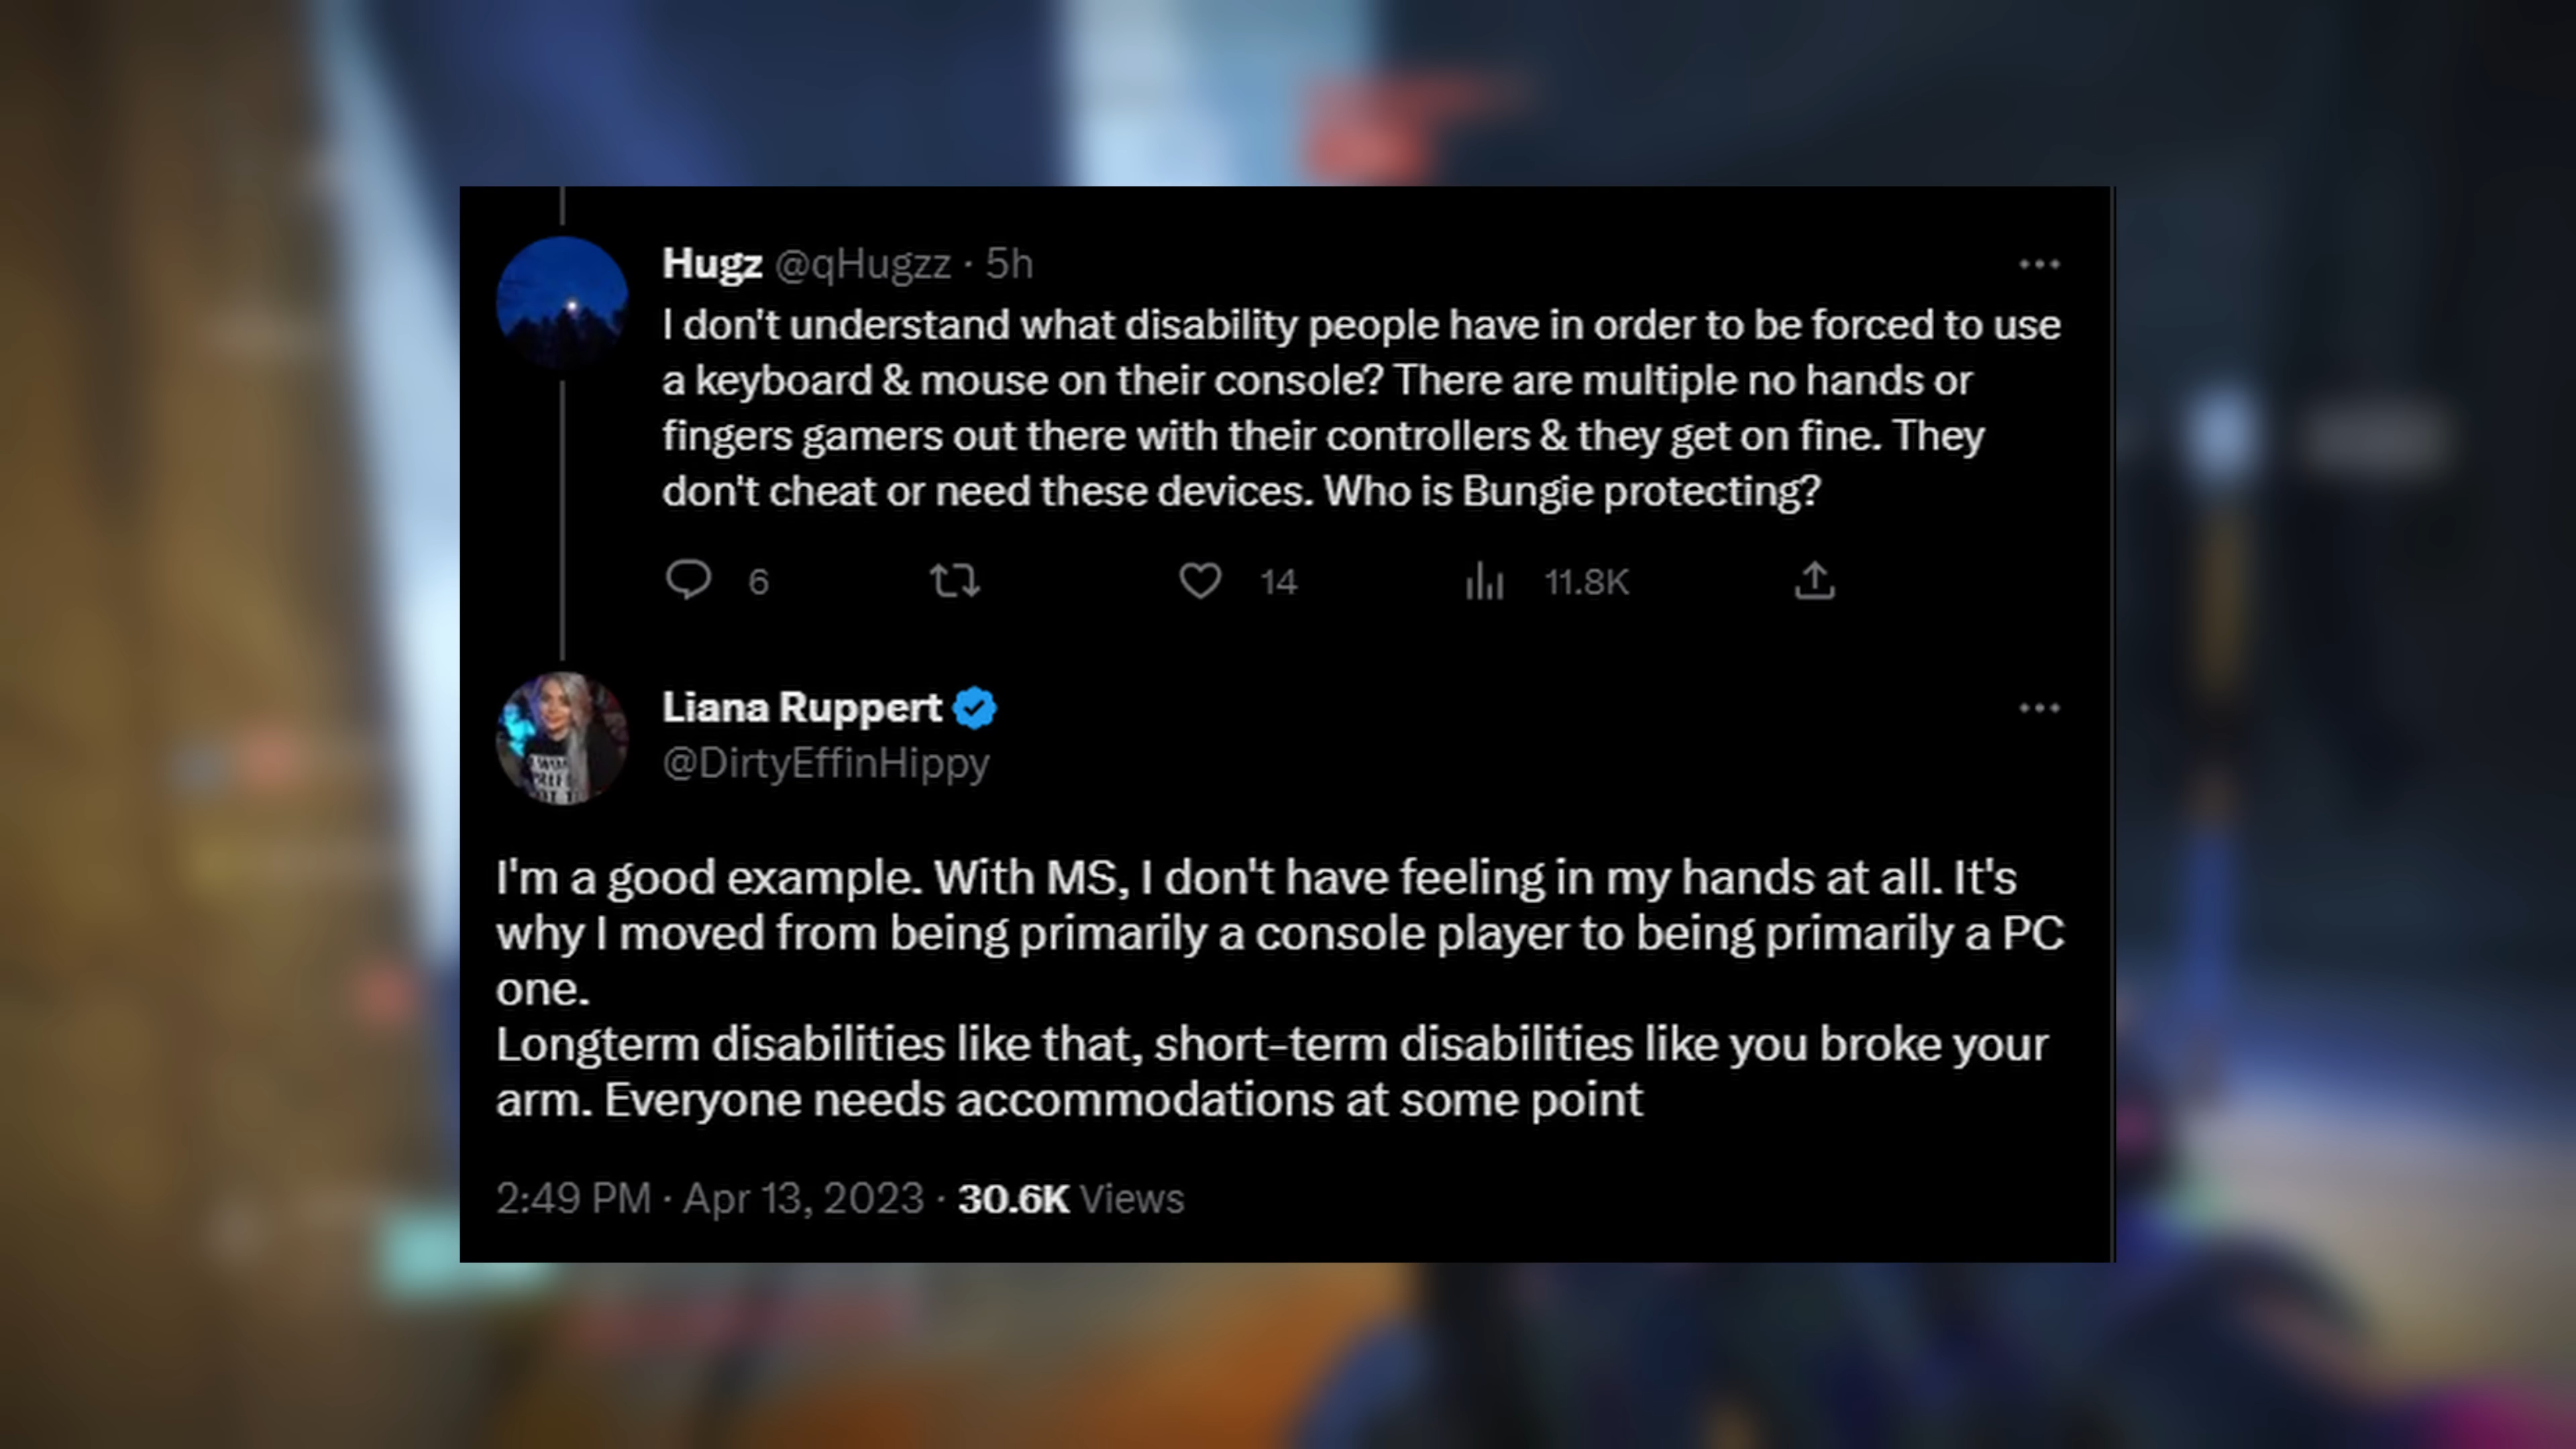 Hugz @qHugzz · 5h
I don't understand what disability people have in order to be forced to use
a keyboard & mouse on their console? There are multiple no hands or
fingers gamers out there with their controllers & they get on fine. They
don't cheat or need these devices. Who is Bungie protecting?
6 14 11.8K
Liana Ruppert
@DirtyEffinHippy
I'm a good example. With MS, I don't have feeling in my hands at all. It's
why I moved from being primarily a console player to being primarily a PC
one.
Longterm disabilities like that, short-term disabilities like you broke your
arm. Everyone needs accommodations at some point
2:49 PM · Apr 13, 2023 · 30.6K Views